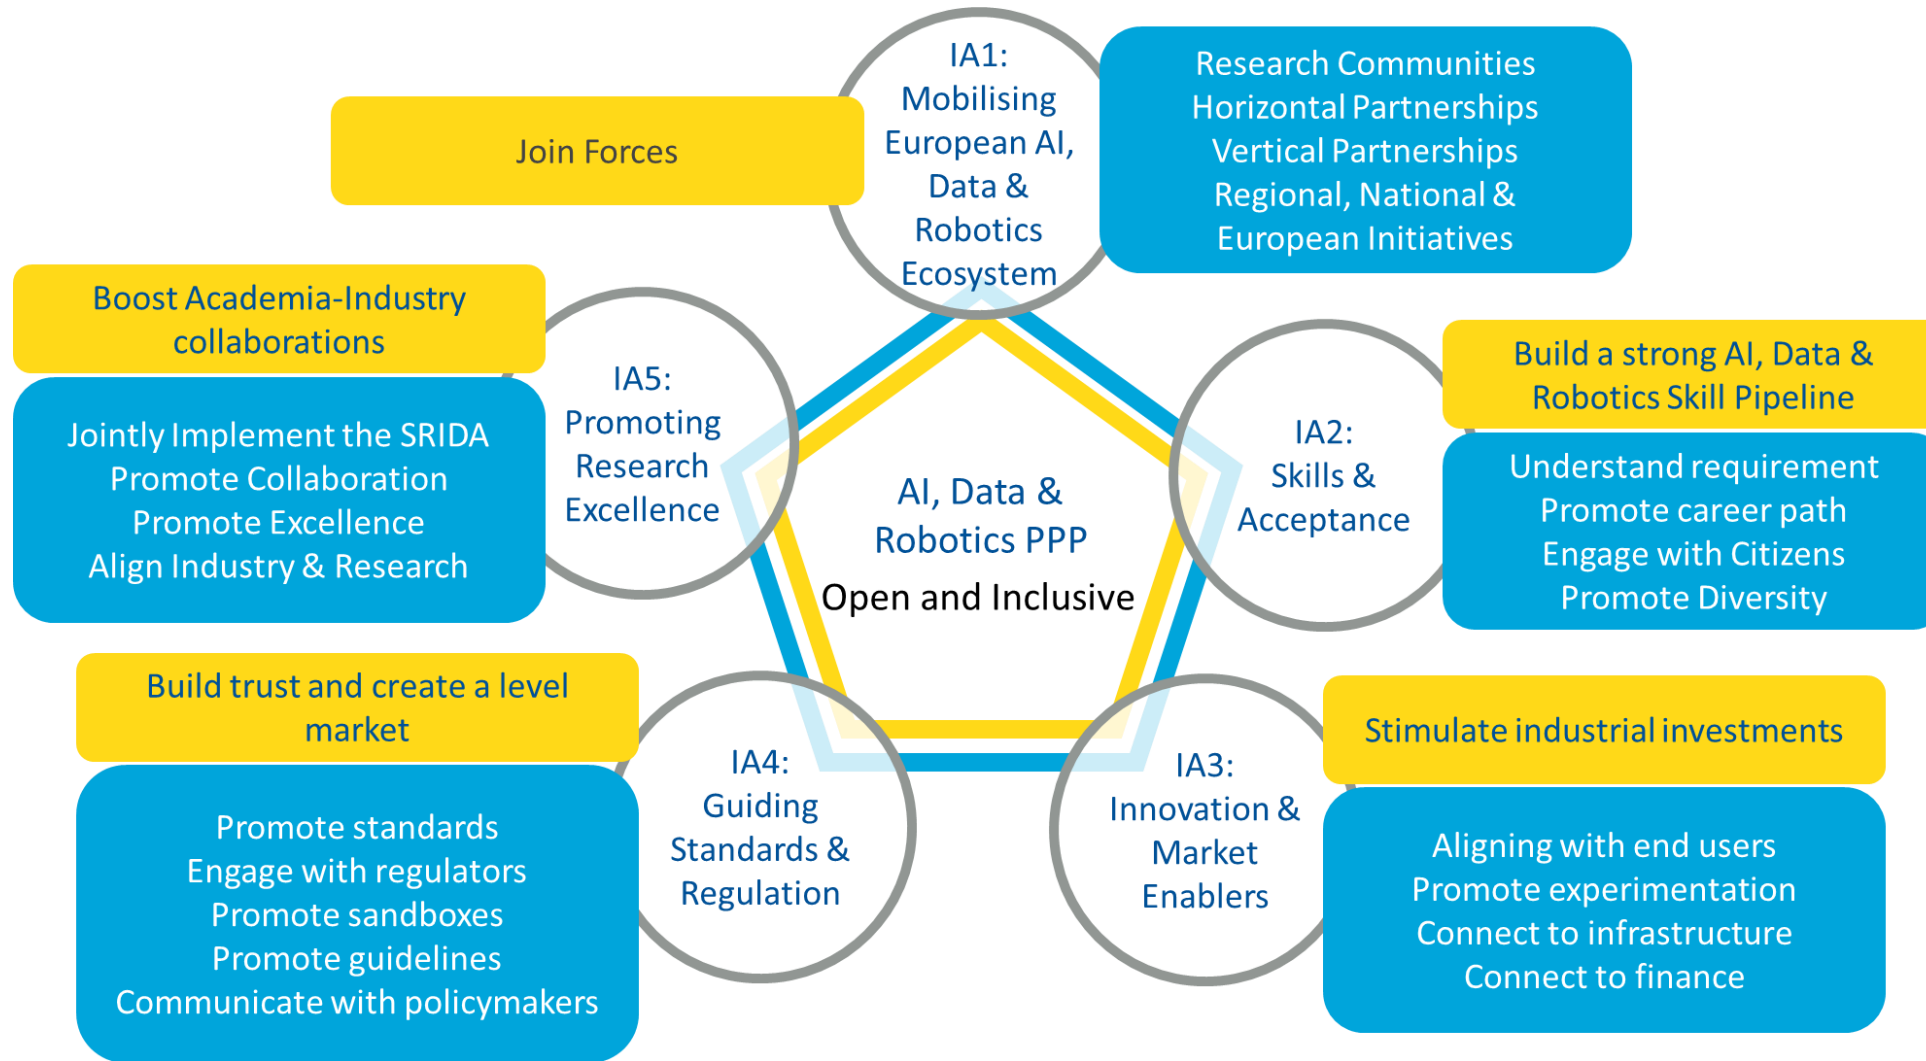 IA1:
Mobilising
European AI,
Data &
Robotics
Ecosystem
Join Forces
Research Communities
Horizontal Partnerships
Vertical Partnerships
Regional, National &
European Initiatives
Boost Academia-Industry
collaborations
Jointly Implement the SRIDA
Promote Collaboration
Promote Excellence
Align Industry & Research
IA5:
Promoting
Research
Excellence
AI, Data &
Robotics PPP
Open and Inclusive
IA2:
Skills &
Acceptance
Build a strong AI, Data &
Robotics Skill Pipeline
Understand requirement
Promote career path
Engage with Citizens
Promote Diversity
Build trust and create a level
market
Promote standards
Engage with regulators
Promote sandboxes
Promote guidelines
Communicate with policymakers
IA4:
Guiding
Standards &
Regulation
IA3:
Innovation &
Market
Enablers
Stimulate industrial investments
Aligning with end users
Promote experimentation
Connect to infrastructure
Connect to finance